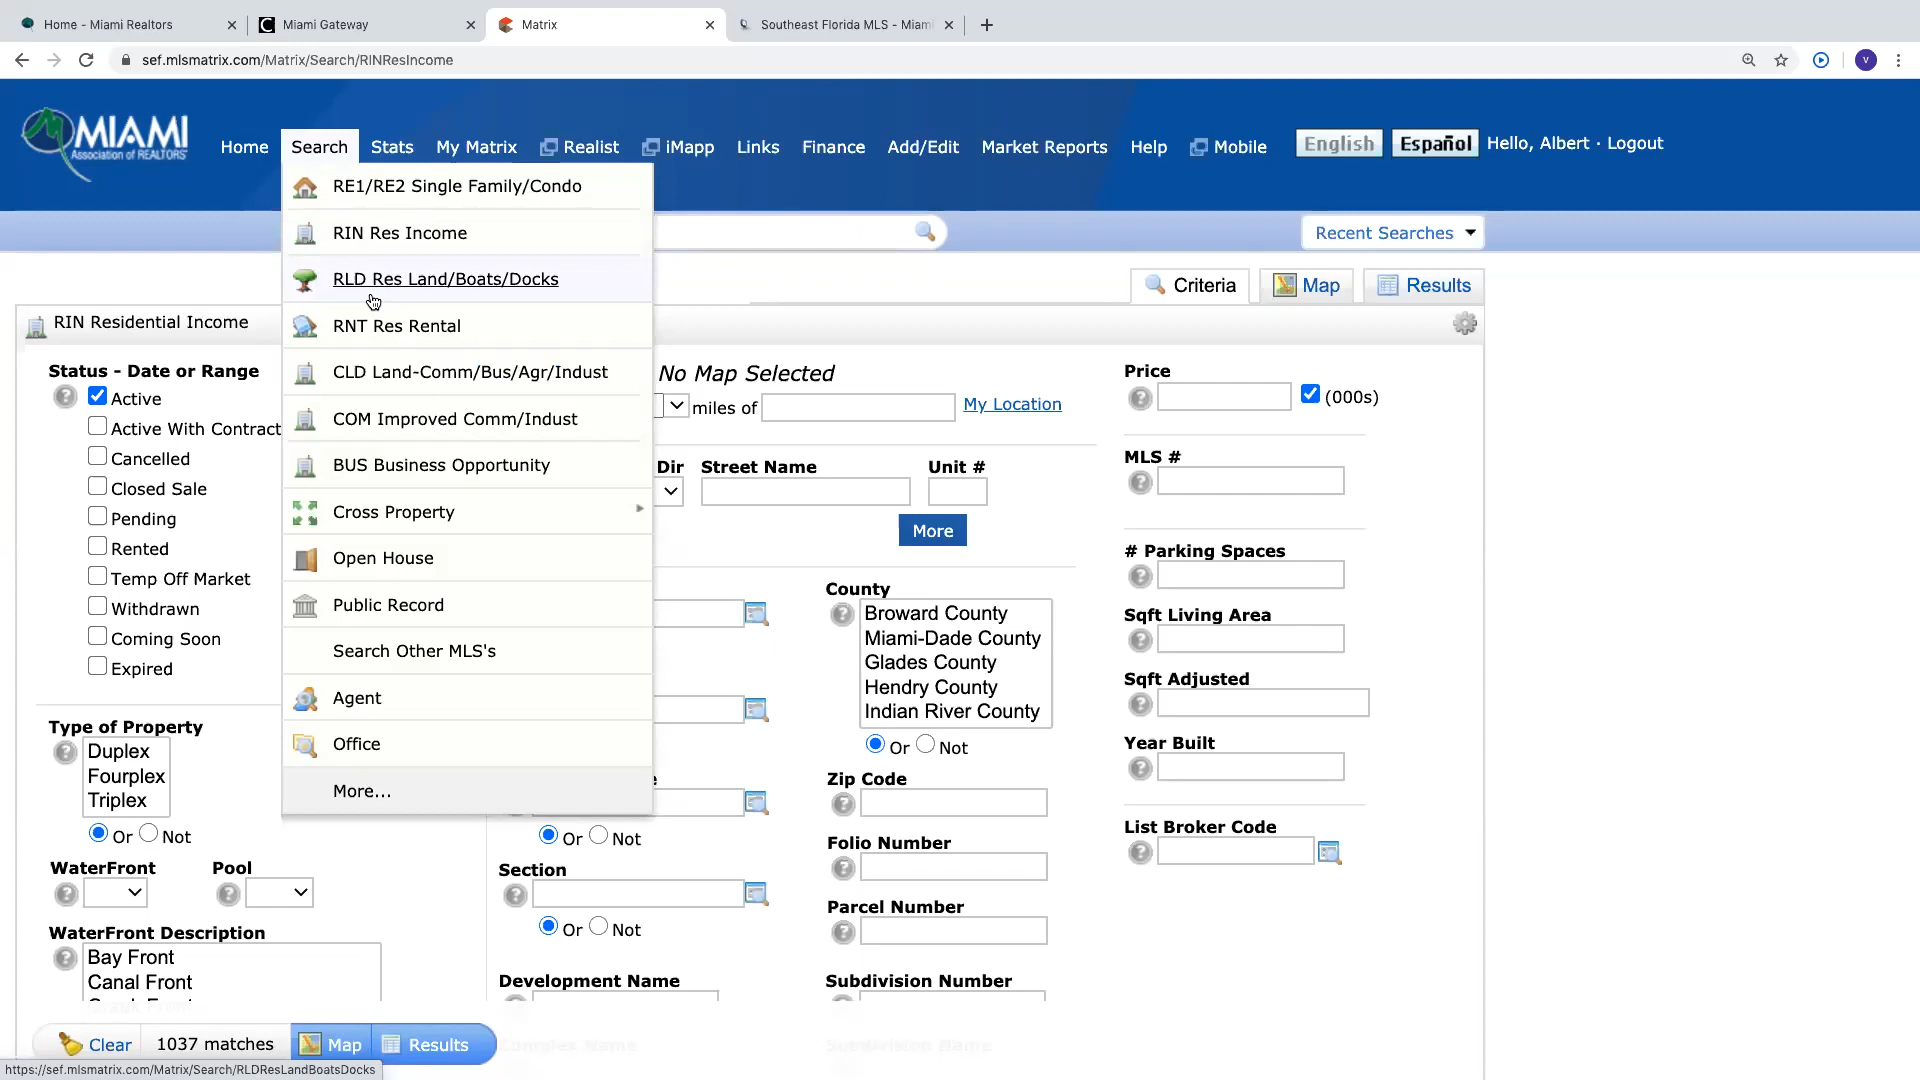 Home - Miami Realtors
Miami Gateway
Matrix
Southeast Florida MLS - Miami
sef.mlsmatrix.com/Matrix/Search/RINResIncome
V
MIAMI
Association of REALTORS®
Home
Search
Stats
My Matrix
Realist
iMapp
Links
Finance
Add/Edit
Market Reports
Help
Mobile
English
Español
Hello, Albert · Logout
Recent Searches
RE1/RE2 Single Family/Condo
RIN Res Income
RLD Res Land/Boats/Docks
RNT Res Rental
CLD Land-Comm/Bus/Agr/Indust
COM Improved Comm/Indust
BUS Business Opportunity
Cross Property
Open House
Public Record
Search Other MLS's
Agent
Office
More...
Criteria
Map
Results
RIN Residential Income
Status - Date or Range
Active
Active With Contract
Cancelled
Closed Sale
Pending
Rented
Temp Off Market
Withdrawn
Coming Soon
Expired
Type of Property
Duplex
Fourplex
Triplex
Or Not
WaterFront
Pool
WaterFront Description
Bay Front
Canal Front
No Map Selected
miles of
My Location
Dir
Street Name
Unit #
More
Or Not
Section
Or Not
Development Name
County
Broward County
Miami-Dade County
Glades County
Hendry County
Indian River County
Or Not
Zip Code
Folio Number
Parcel Number
Subdivision Number
Price
(000s)
MLS #
# Parking Spaces
Sqft Living Area
Sqft Adjusted
Year Built
List Broker Code
Clear
1037 matches
Map
Results
Complex Name
Subdivision Name
https://sef.mlsmatrix.com/Matrix/Search/RLDResLandBoatsDocks